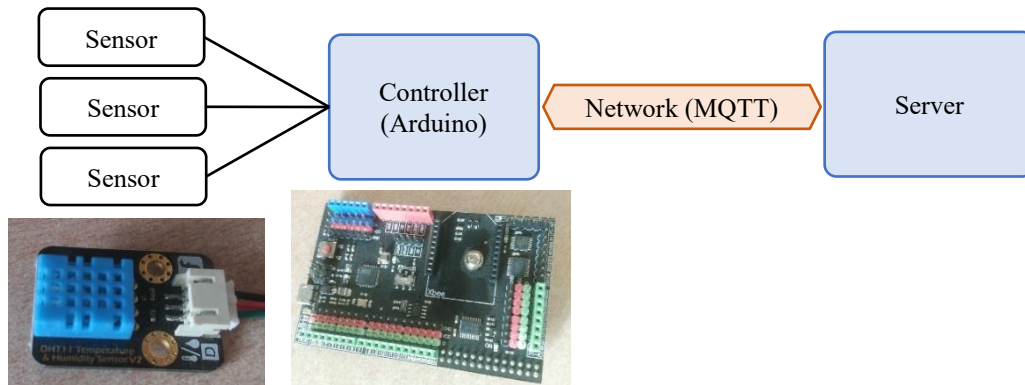 Sensor
Sensor
Sensor
Controller
(Arduino)
Network (MQTT)
Server
DHT11 Temperature
& Humidity Sensor V2
D
Xbee